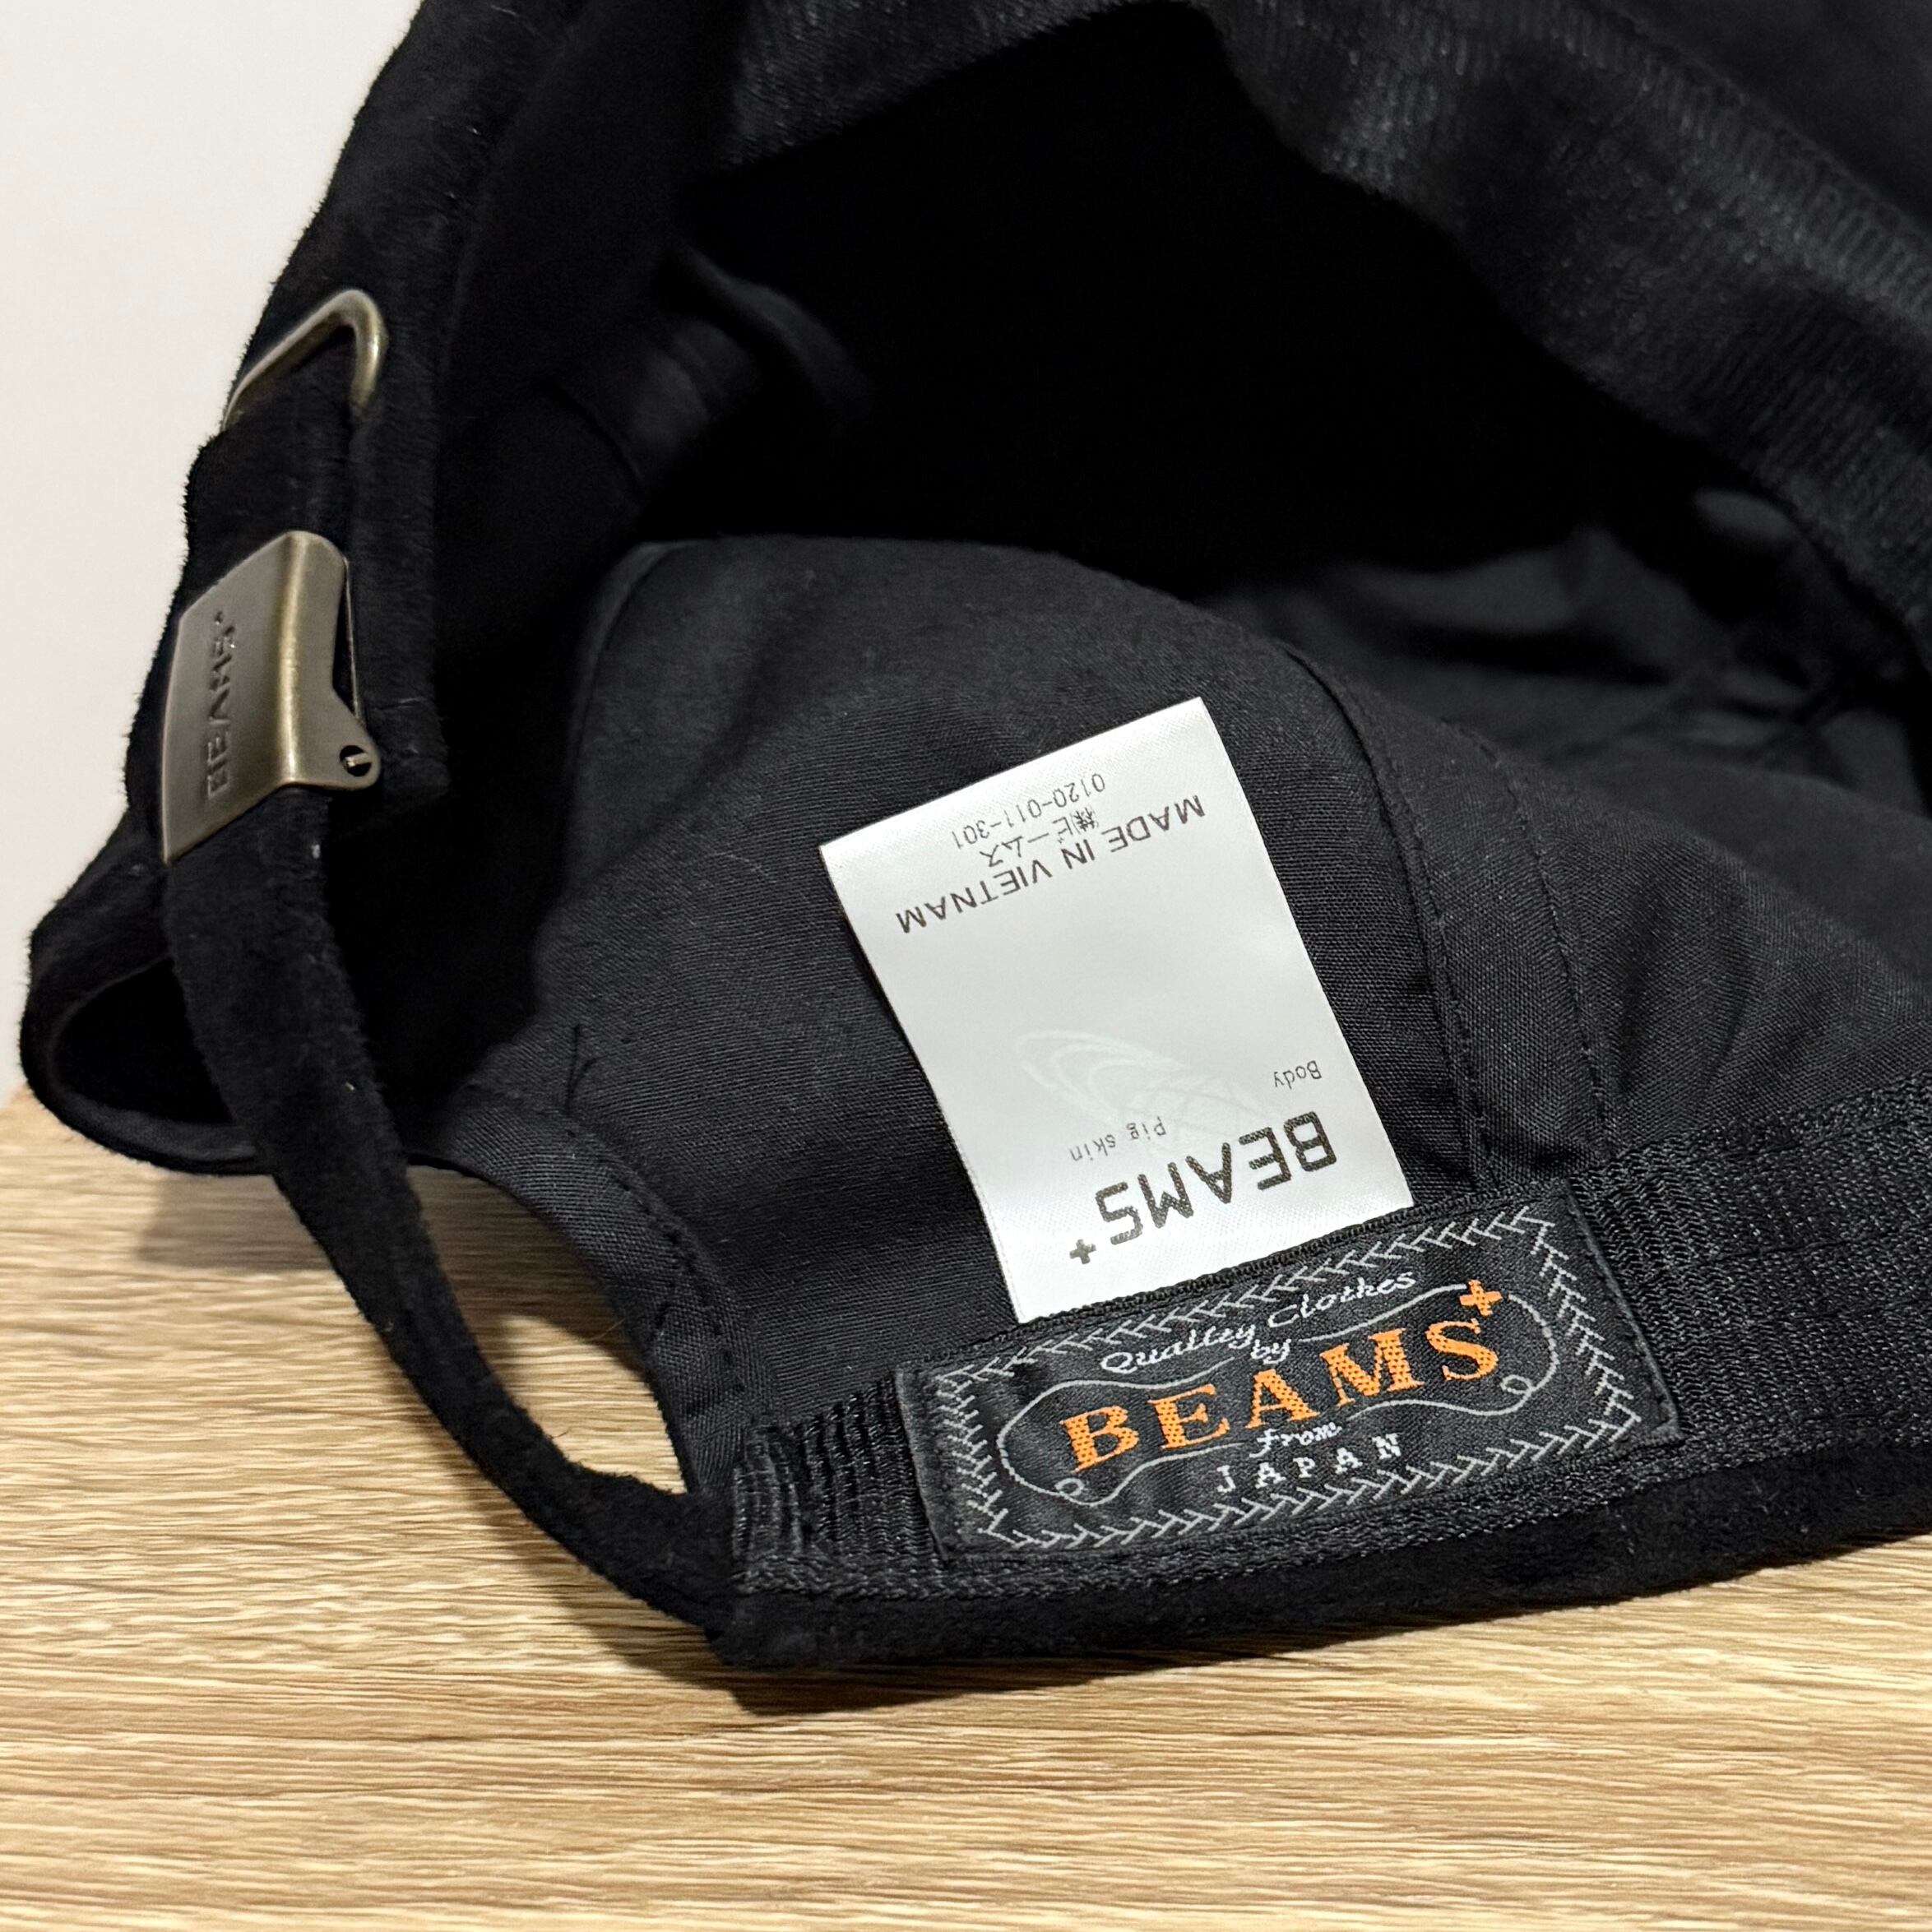 BEAMS+
BEAMS+
Body
Pig skin
MADE IN VIETNAM
㈱ビームス
0120-011-301
Quality Clothes
by
BEAMS+
from
JAPAN